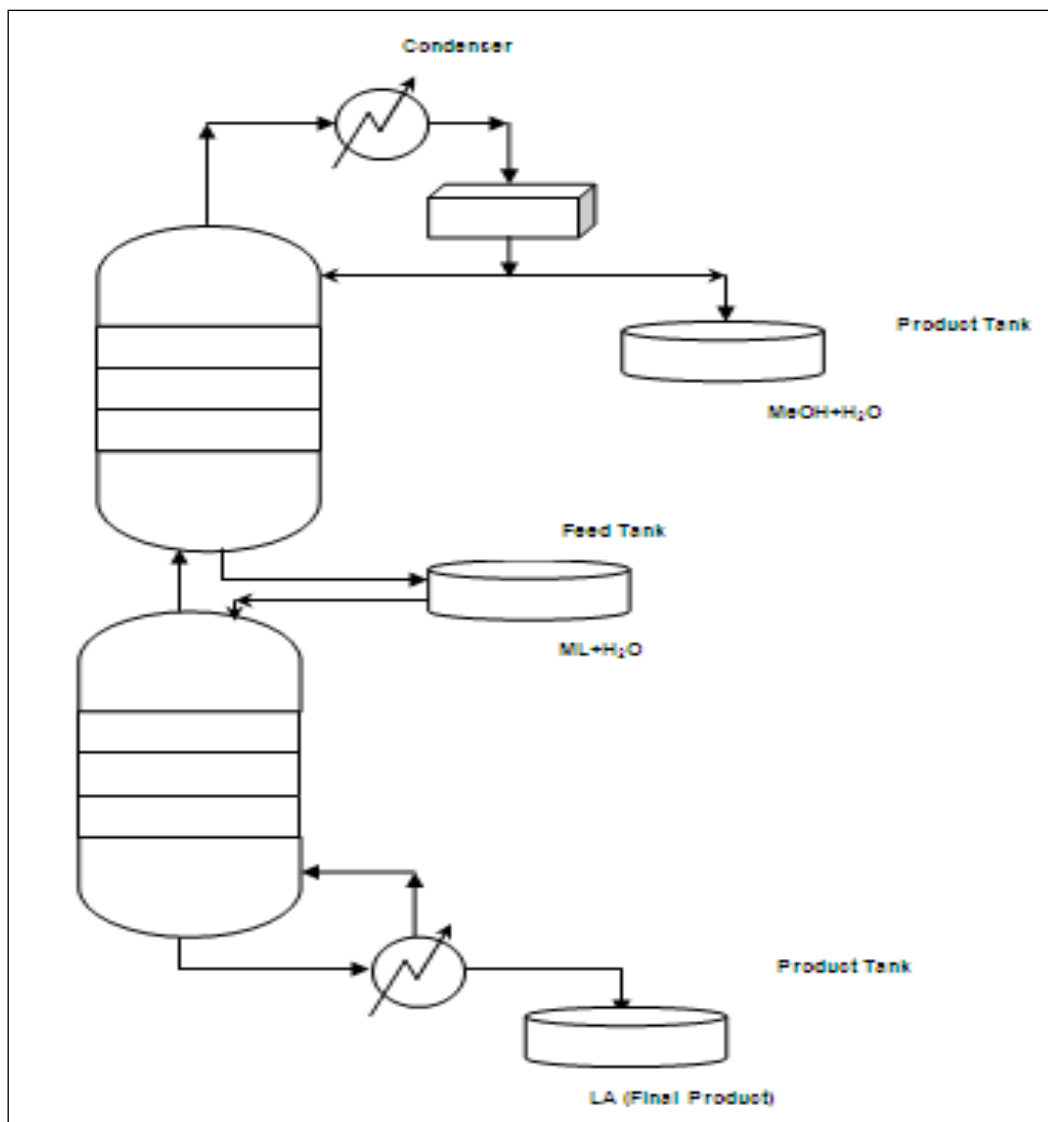 Condenser
Product Tank
MeOH+H₂O
Feed Tank
ML+H₂O
Product Tank
LA (Final Product)